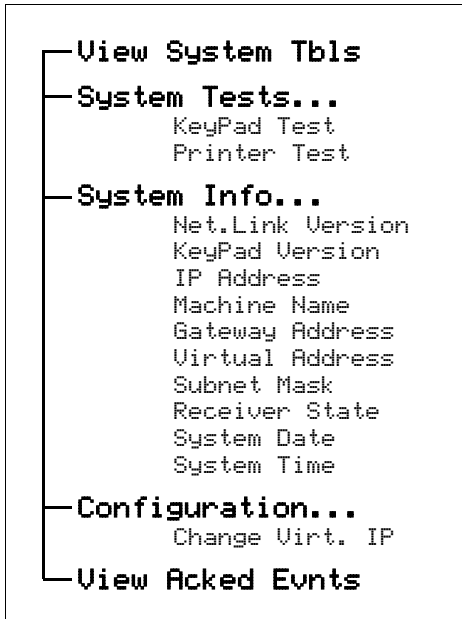 View System Tbls
System Tests...
KeyPad Test
Printer Test
System Info...
Net.Link Version
KeyPad Version
IP Address
Machine Name
Gateway Address
Virtual Address
Subnet Mask
Receiver State
System Date
System Time
Configuration...
Change Virt. IP
View Acked Evnts